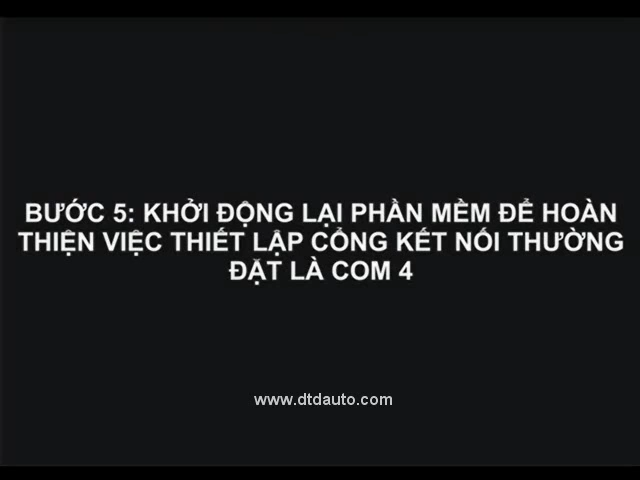 BƯỚC 5: KHỞI ĐỘNG LẠI PHẦN MỀM ĐỂ HOÀN
THIỆN VIỆC THIẾT LẬP CỔNG KẾT NỐI THƯỜNG
ĐẶT LÀ COM 4
www.dtdauto.com